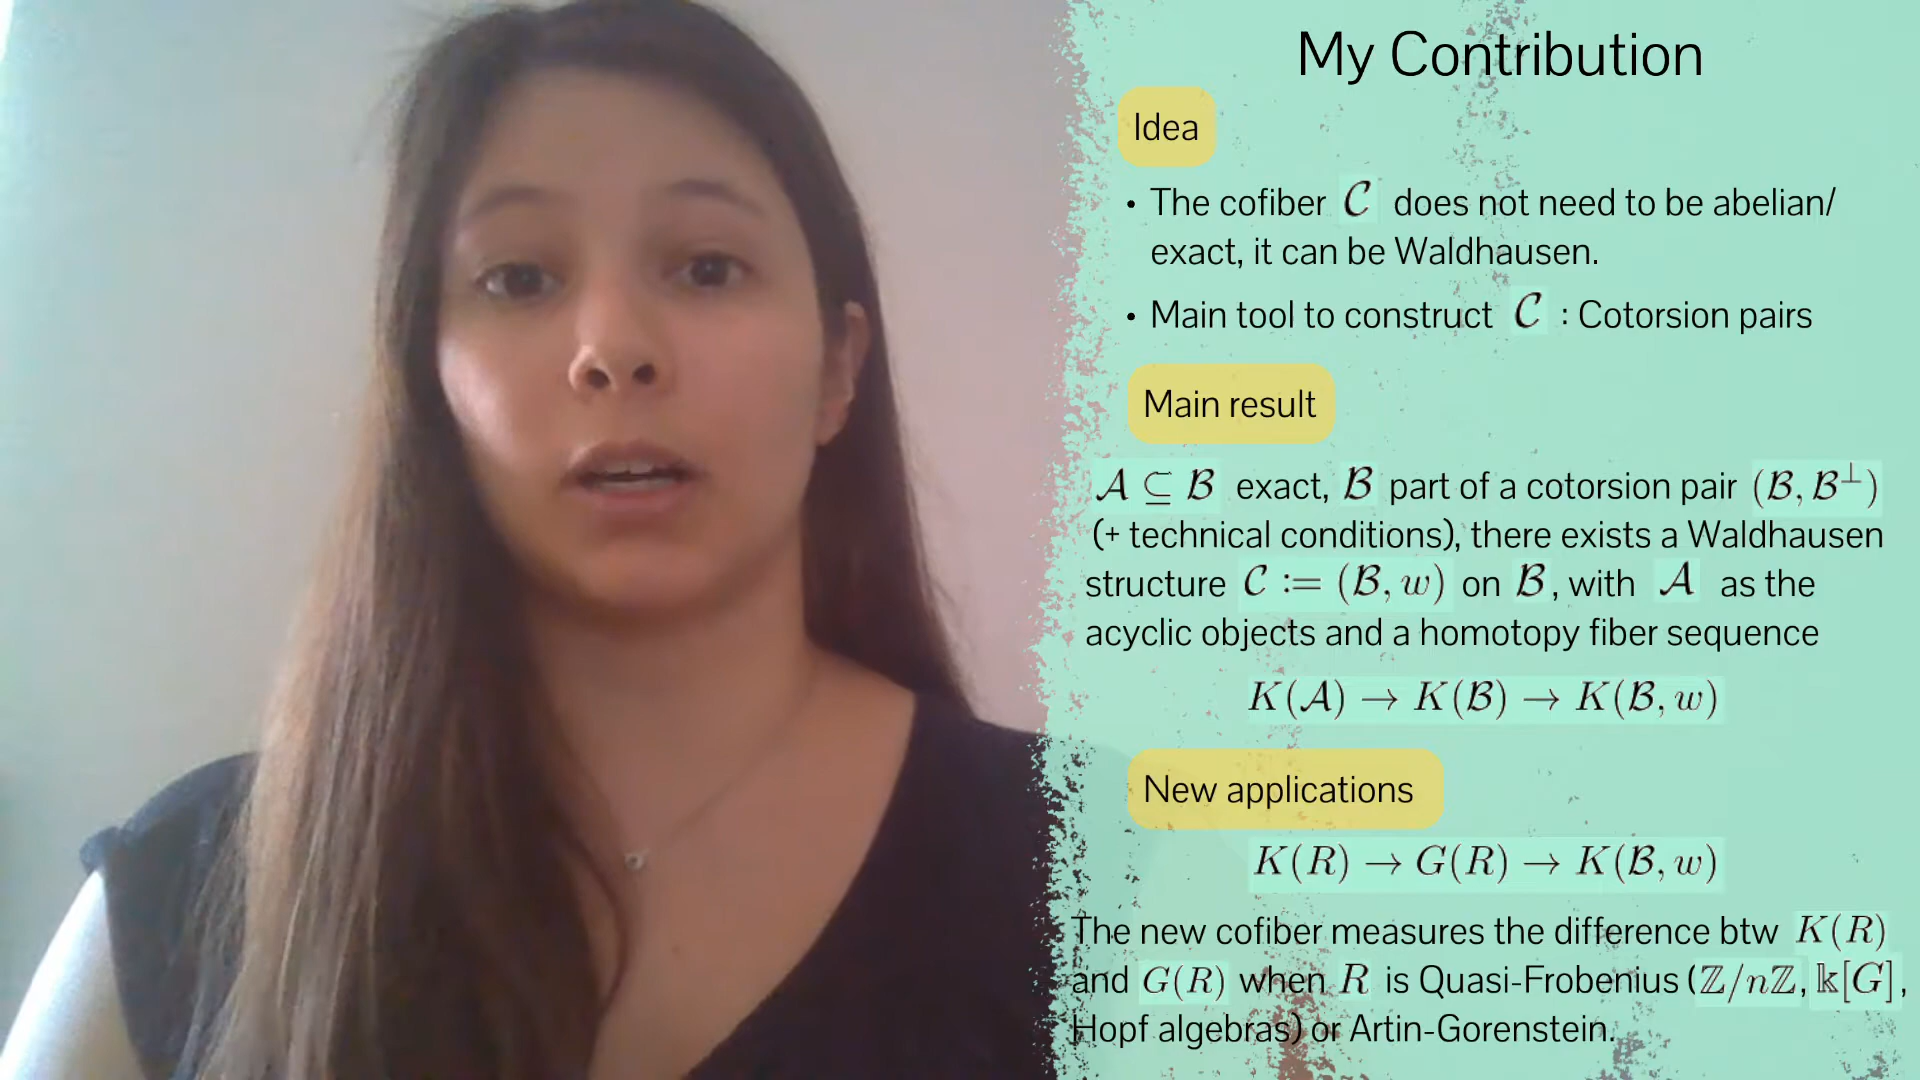 My Contribution
Idea
• The cofiber 𝒞 does not need to be abelian/
exact, it can be Waldhausen.
• Main tool to construct 𝒞 : Cotorsion pairs
Main result
𝒜 ⊆ ℬ exact, ℬ part of a cotorsion pair (ℬ, ℬ⊥)
(+ technical conditions), there exists a Waldhausen
structure 𝒞 := (ℬ, w) on ℬ, with 𝒜 as the
acyclic objects and a homotopy fiber sequence
K(𝒜) → K(ℬ) → K(ℬ, w)
New applications
K(R) → G(R) → K(ℬ, w)
The new cofiber measures the difference btw K(R)
and G(R) when R is Quasi-Frobenius (ℤ/nℤ, 𝕜[G],
Hopf algebras) or Artin-Gorenstein.